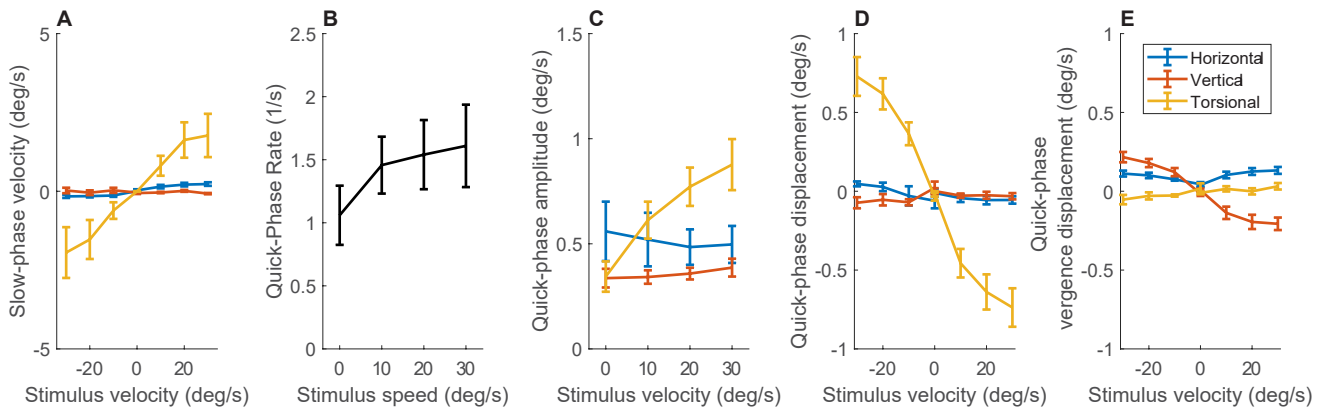 A
Slow-phase velocity (deg/s)
5
0
-5
-20
0
20
Stimulus velocity (deg/s)
B
Quick-Phase Rate (1/s)
2.5
2
1.5
1
0.5
0
0
10
20
30
Stimulus speed (deg/s)
C
Quick-phase amplitude (deg/s)
1.5
1
0.5
0
0
10
20
30
Stimulus velocity (deg/s)
D
Quick-phase displacement (deg/s)
1
0.5
0
-0.5
-1
-20
0
20
Stimulus velocity (deg/s)
E
Quick-phase
vergence displacement (deg/s)
1
0.5
0
-0.5
-1
-20
0
20
Stimulus velocity (deg/s)
Horizontal
Vertical
Torsional